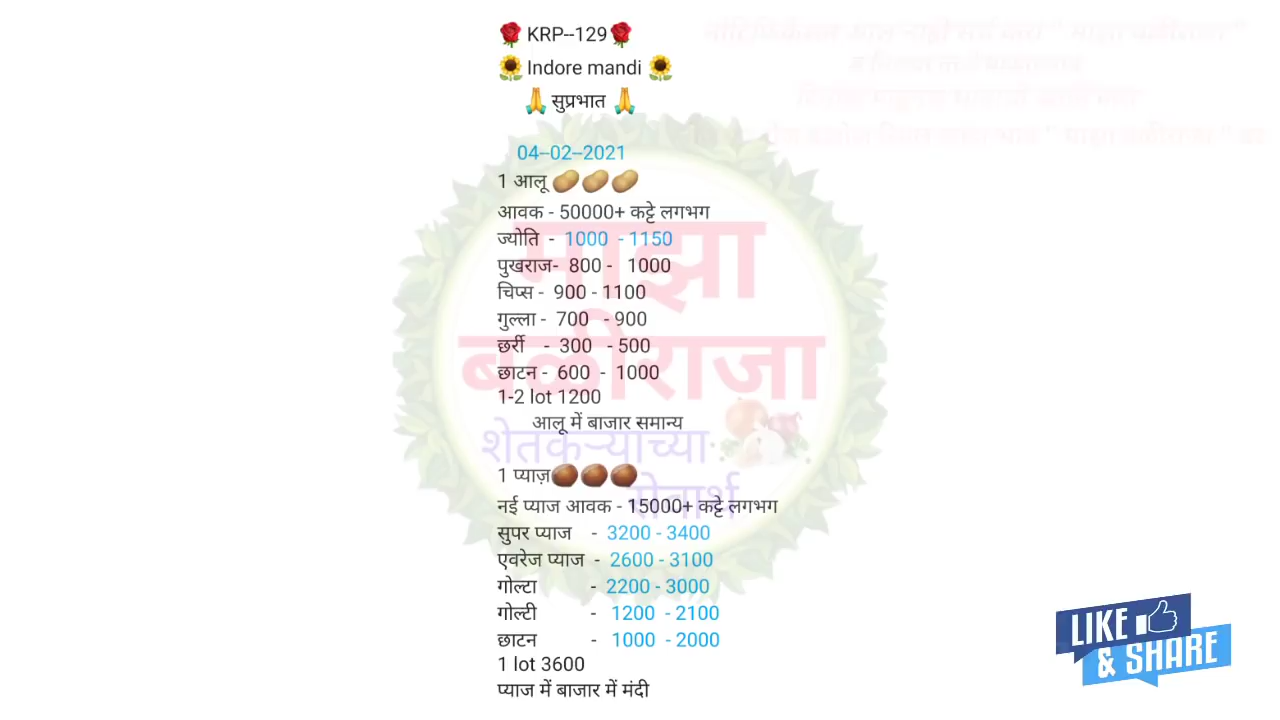 🌹 KRP--129🌹
🌻 Indore mandi 🌻
🙏 सुप्रभात 🙏
04--02--2021
1 आलू 🥔🥔🥔
आवक - 50000+ कट्टे लगभग
ज्योति - 1000 - 1150
पुखराज- 800 - 1000
चिप्स - 900 - 1100
गुल्ला - 700 - 900
छर्री - 300 - 500
छाटन - 600 - 1000
1-2 lot 1200
आलू में बाजार समान्य
1 प्याज़🌰🌰🌰
नई प्याज आवक - 15000+ कट्टे लगभग
सुपर प्याज - 3200 - 3400
एवरेज प्याज - 2600 - 3100
गोल्टा - 2200 - 3000
गोल्टी - 1200 - 2100
छाटन - 1000 - 2000
1 lot 3600
प्याज में बाजार में मंदी
माझा
बळीराजा
शेतकऱ्याच्या
LIKE
& SHARE